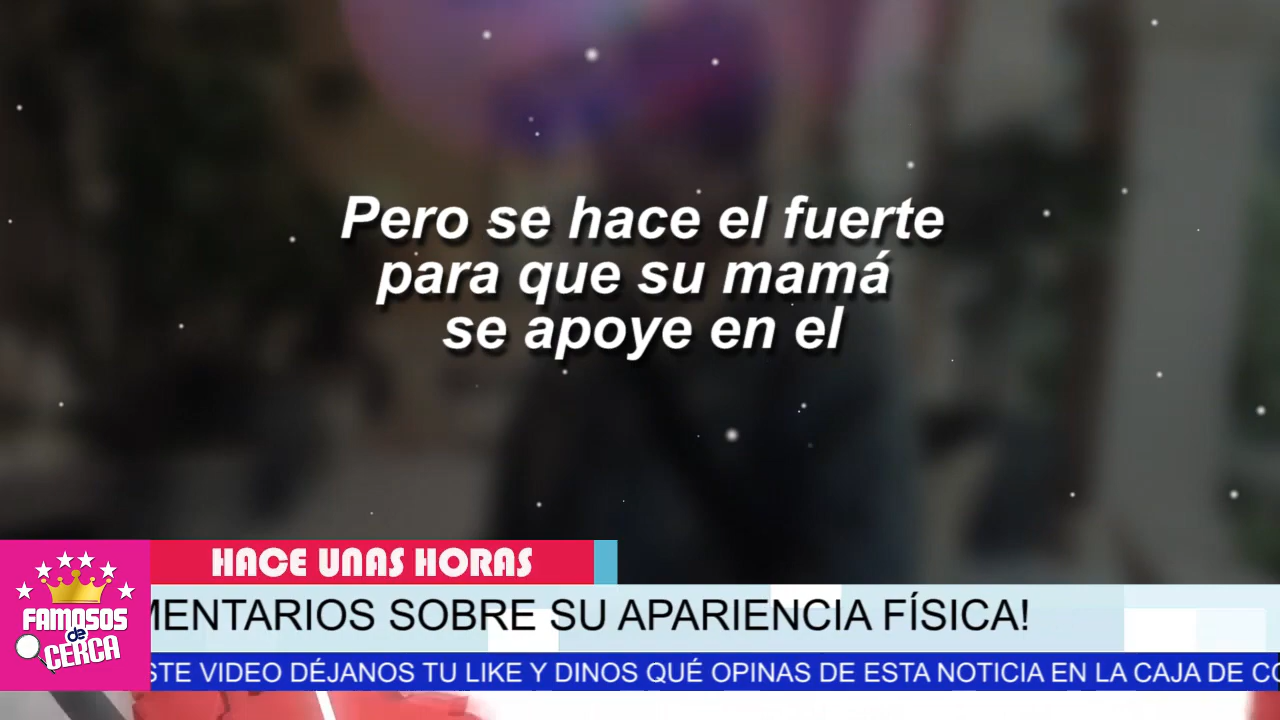 Pero se hace el fuerte
para que su mamá
se apoye en el
HACE UNAS HORAS
MENTARIOS SOBRE SU APARIENCIA FÍSICA!
FAMOSOS
de
CERCA
STE VIDEO DÉJANOS TU LIKE Y DINOS QUÉ OPINAS DE ESTA NOTICIA EN LA CAJA DE CO